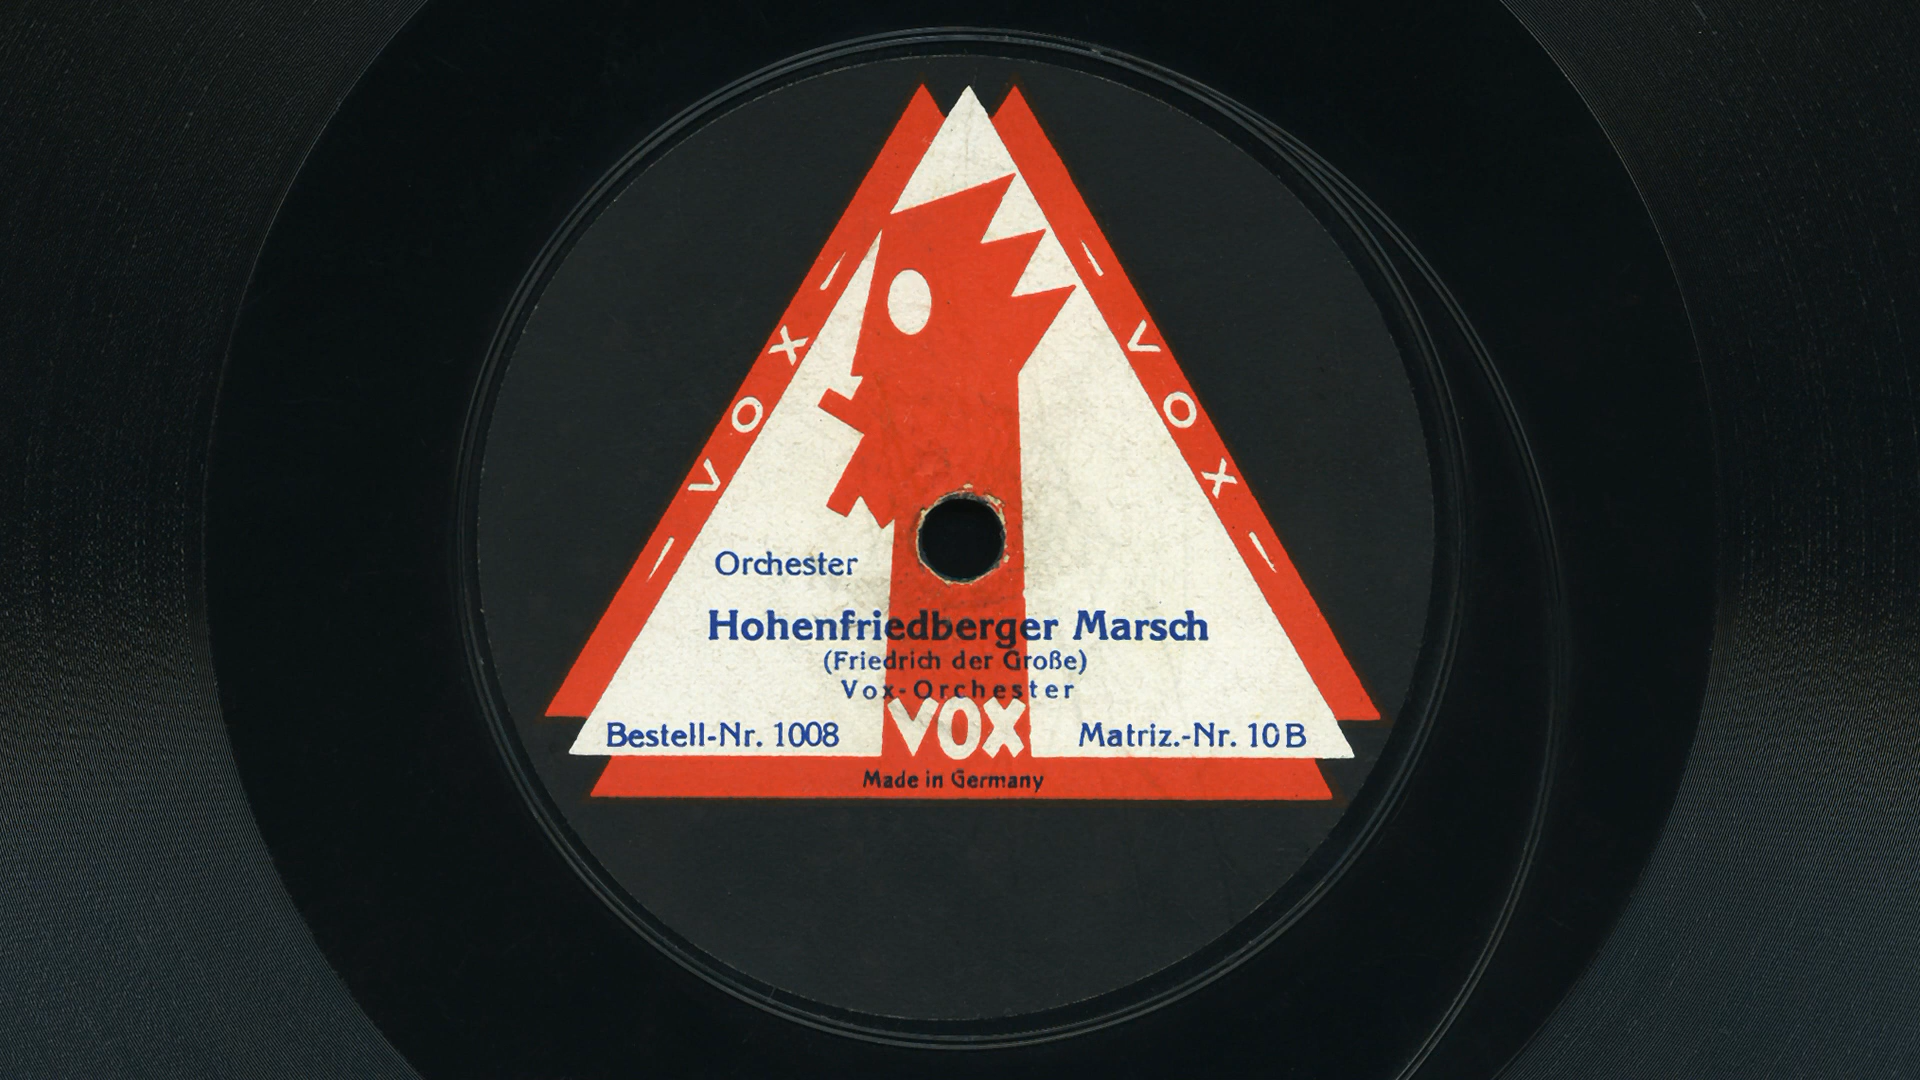 - VOX -
- VOX -
Orchester
Hohenfriedberger Marsch
(Friedrich der Große)
Vox-Orchester
Bestell-Nr. 1008
VOX
Matriz.-Nr. 10 B
Made in Germany